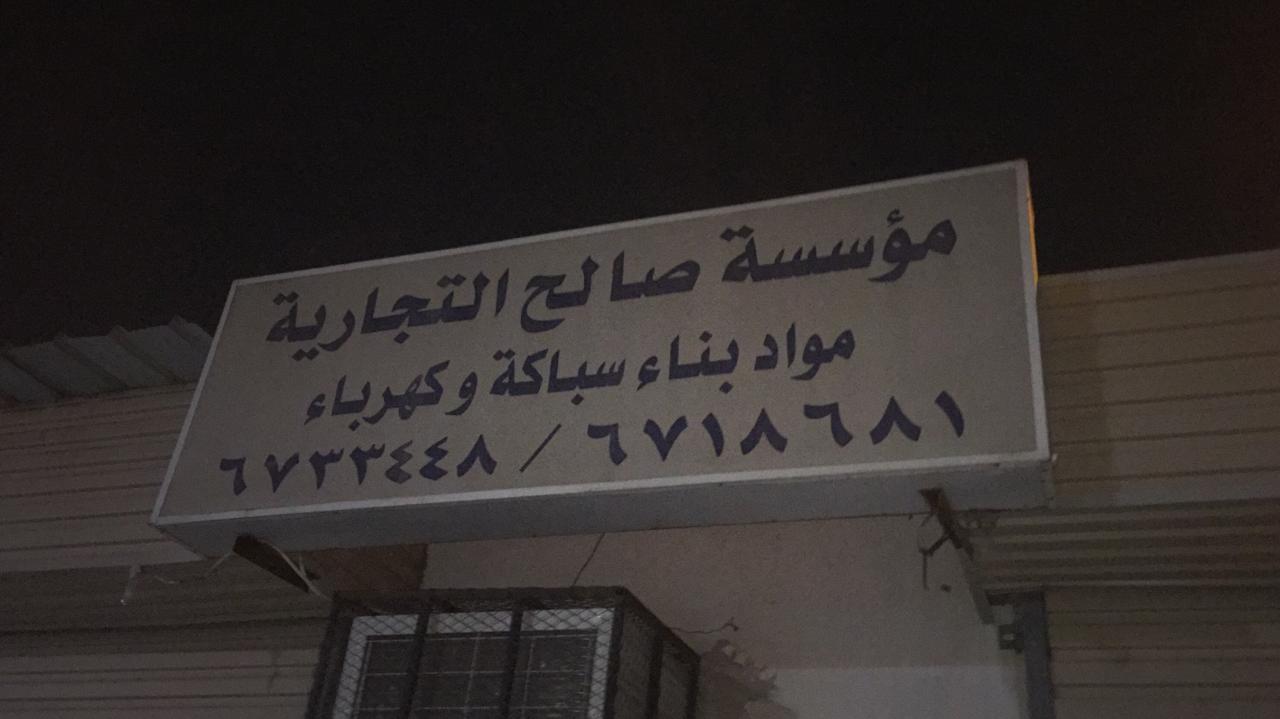 مؤسسة صالح التجارية
مواد بناء سباكة وكهرباء
٦٧٣٣٤٤٨ / ٦٧١٨٦٨١